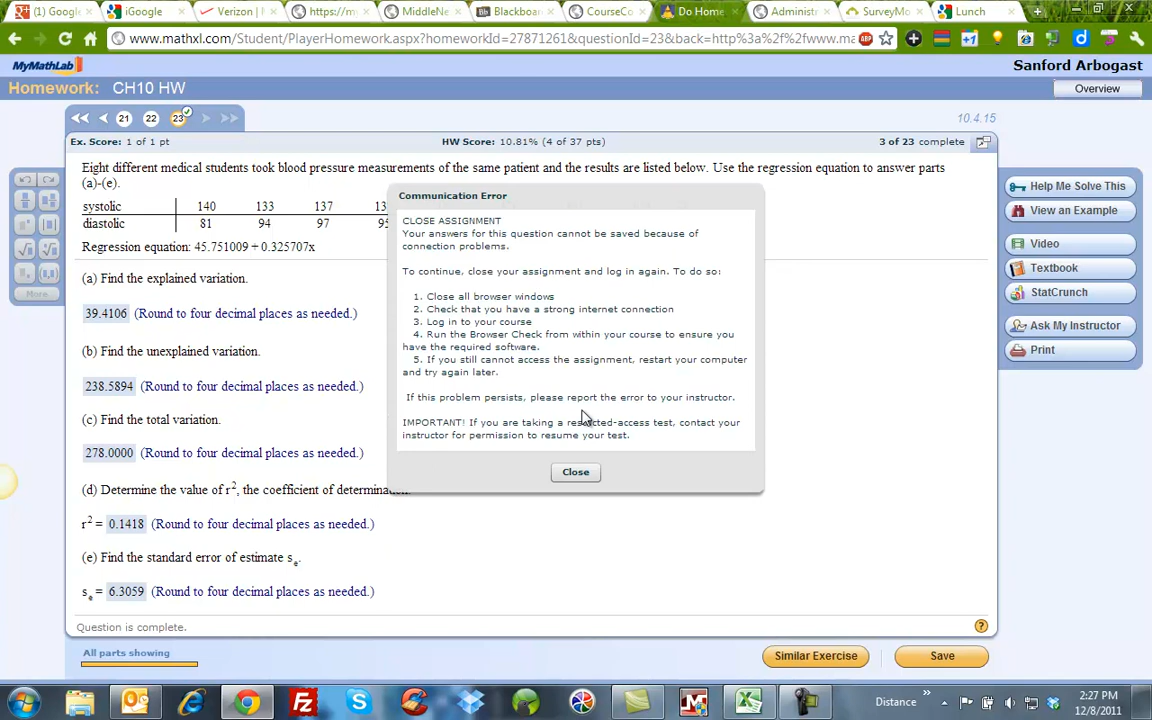 (1) Google
iGoogle
Verizon |
https://m
MiddleNe
Blackboar
CourseCo
Do Home
Administr
SurveyMo
Lunch
www.mathxl.com/Student/PlayerHomework.aspx?homeworkId=27871261&questionId=23&back=http%3a%2f%2fwww.ma
MyMathLab
Sanford Arbogast
Homework: CH10 HW
Overview
21 22 23
10.4.15
Ex. Score: 1 of 1 pt
HW Score: 10.81% (4 of 37 pts)
3 of 23 complete
Eight different medical students took blood pressure measurements of the same patient and the results are listed below. Use the regression equation to answer parts
(a)-(e).
systolic 140 133 137 13
diastolic 81 94 97 95
Regression equation: 45.751009 + 0.325707x
(a) Find the explained variation.
39.4106 (Round to four decimal places as needed.)
(b) Find the unexplained variation.
238.5894 (Round to four decimal places as needed.)
(c) Find the total variation.
278.0000 (Round to four decimal places as needed.)
(d) Determine the value of r², the coefficient of determination.
r² = 0.1418 (Round to four decimal places as needed.)
(e) Find the standard error of estimate sₑ.
sₑ = 6.3059 (Round to four decimal places as needed.)
Question is complete.
More
Communication Error
CLOSE ASSIGNMENT
Your answers for this question cannot be saved because of
connection problems.
To continue, close your assignment and log in again. To do so:
1. Close all browser windows
2. Check that you have a strong internet connection
3. Log in to your course
4. Run the Browser Check from within your course to ensure you
have the required software.
5. If you still cannot access the assignment, restart your computer
and try again later.
If this problem persists, please report the error to your instructor.
IMPORTANT! If you are taking a restricted-access test, contact your
instructor for permission to resume your test.
Close
Help Me Solve This
View an Example
Video
Textbook
StatCrunch
Ask My Instructor
Print
All parts showing
Similar Exercise
Save
Distance
2:27 PM
12/8/2011